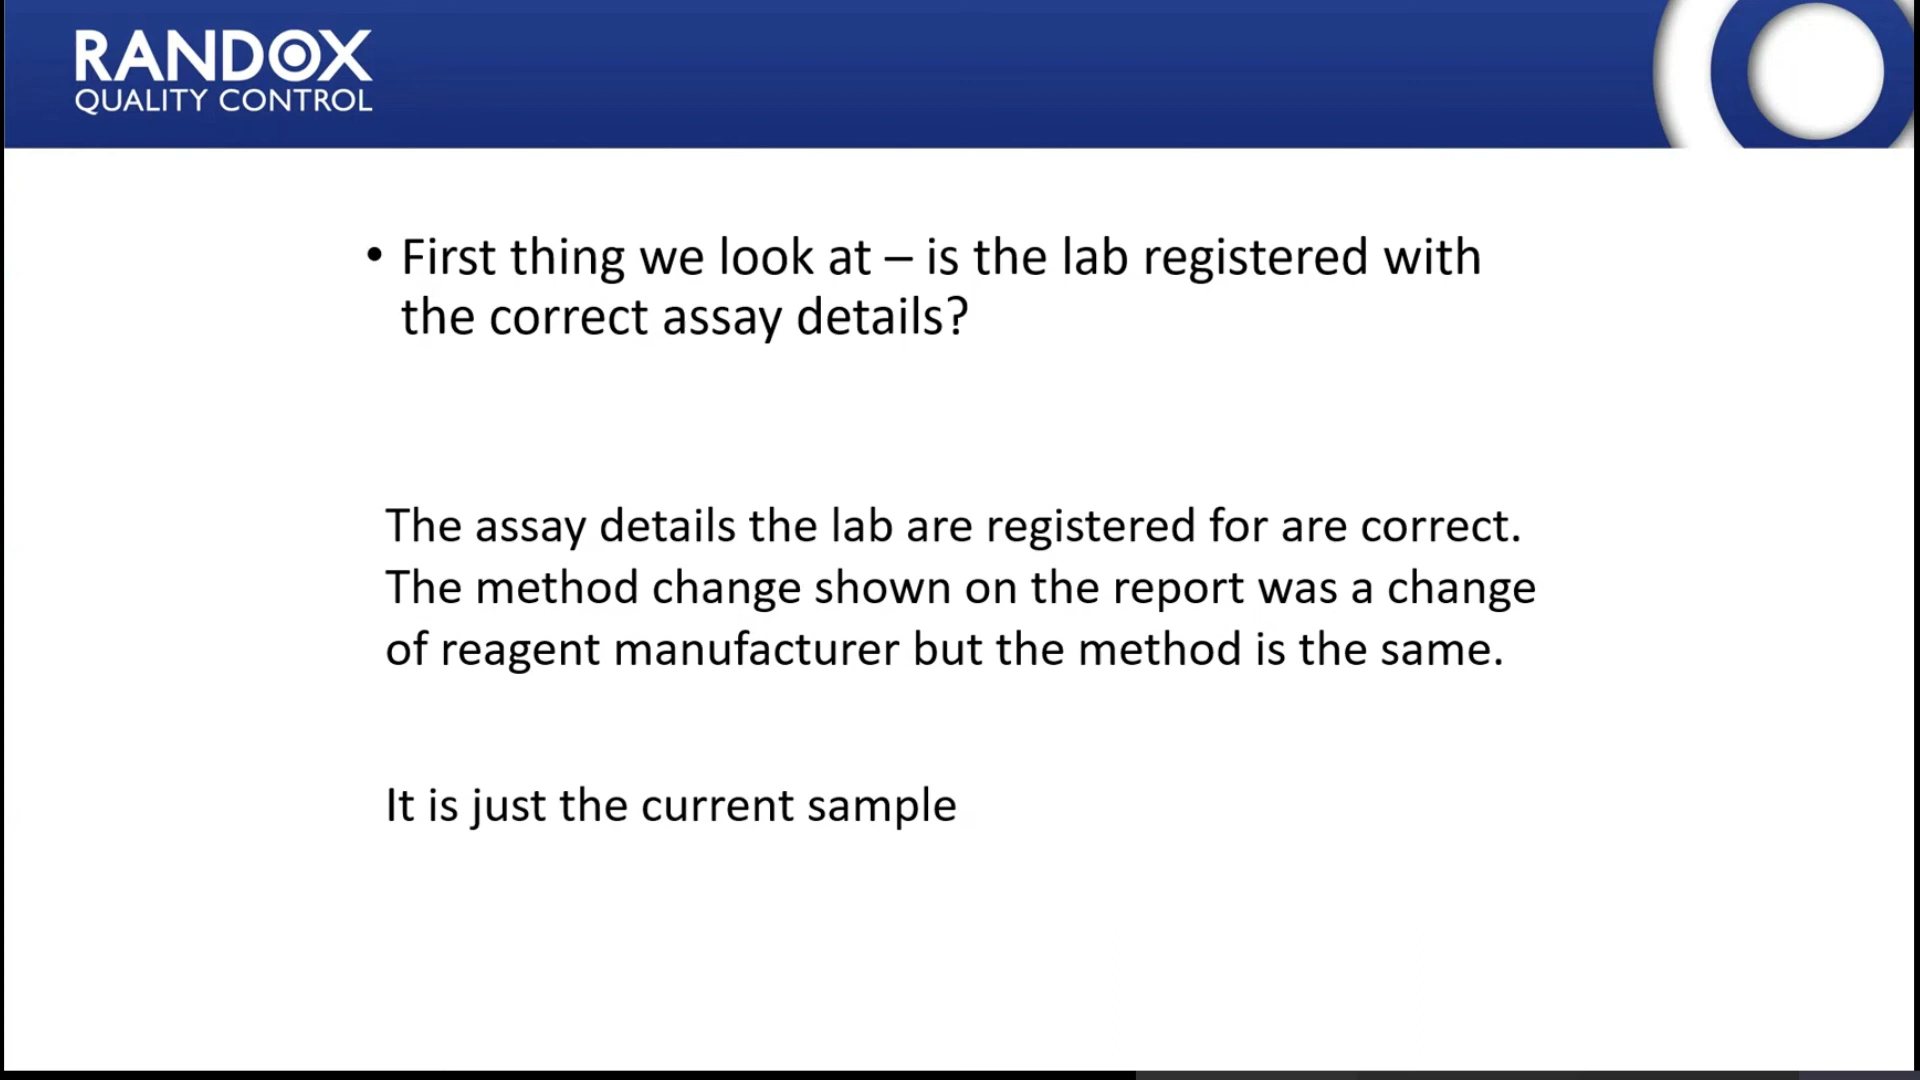 RANDOX
QUALITY CONTROL
• First thing we look at – is the lab registered with
the correct assay details?
The assay details the lab are registered for are correct.
The method change shown on the report was a change
of reagent manufacturer but the method is the same.
It is just the current sample